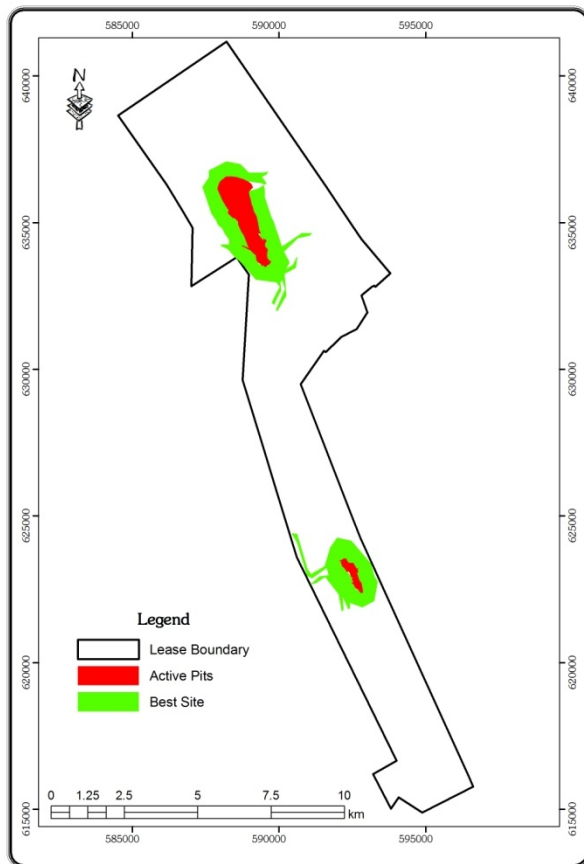 585000 590000 595000
N
640000 640000
635000 635000
630000 630000
625000 625000
Legend
Lease Boundary
Active Pits
Best Site
620000 620000
0 1.25 2.5 5 7.5 10
km
615000 615000
585000 590000 595000